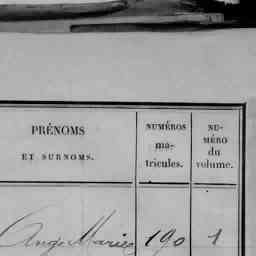 PRÉNOMS
ET SURNOMS.
NUMÉROS
ma-
tricules.
NU-
MÉRO
du
volume.
Ange Marie 190 1